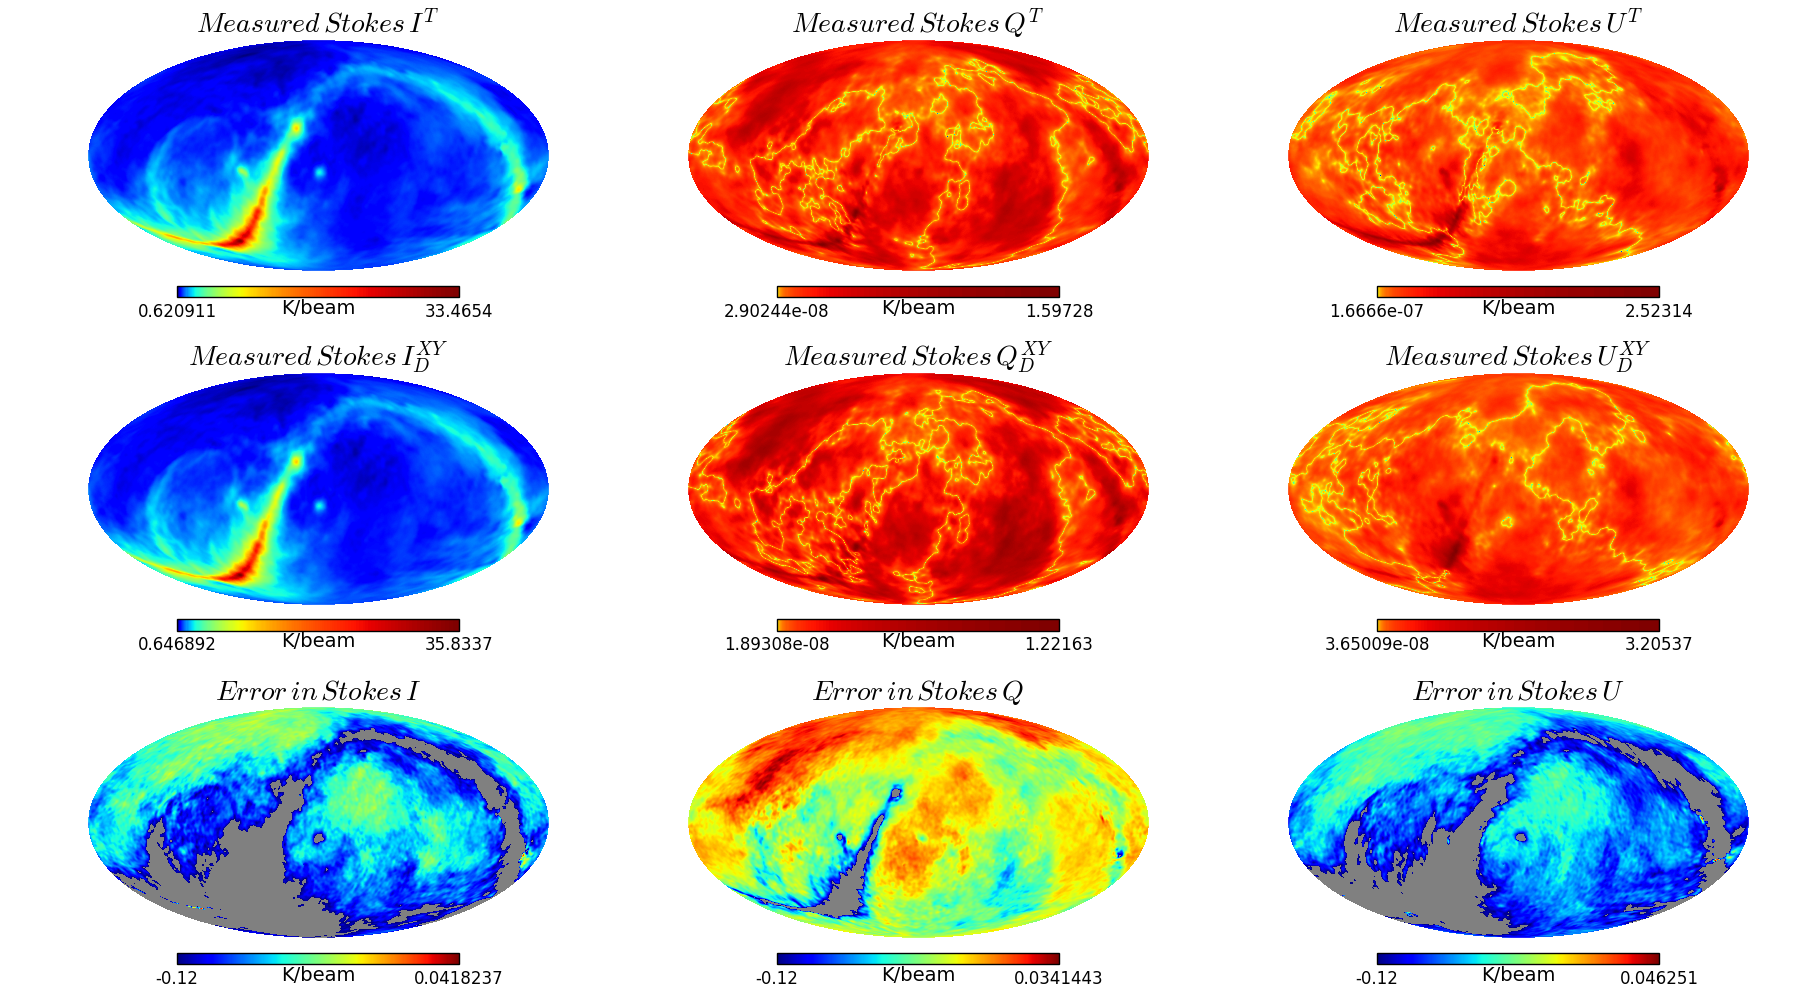 Measured Stokes I^T
Measured Stokes Q^T
Measured Stokes U^T
0.620911 K/beam 33.4654
2.90244e-08 K/beam 1.59728
1.6666e-07 K/beam 2.52314
Measured Stokes I_D^XY
Measured Stokes Q_D^XY
Measured Stokes U_D^XY
0.646892 K/beam 35.8337
1.89308e-08 K/beam 1.22163
3.65009e-08 K/beam 3.20537
Error in Stokes I
Error in Stokes Q
Error in Stokes U
-0.12 K/beam 0.0418237
-0.12 K/beam 0.0341443
-0.12 K/beam 0.046251